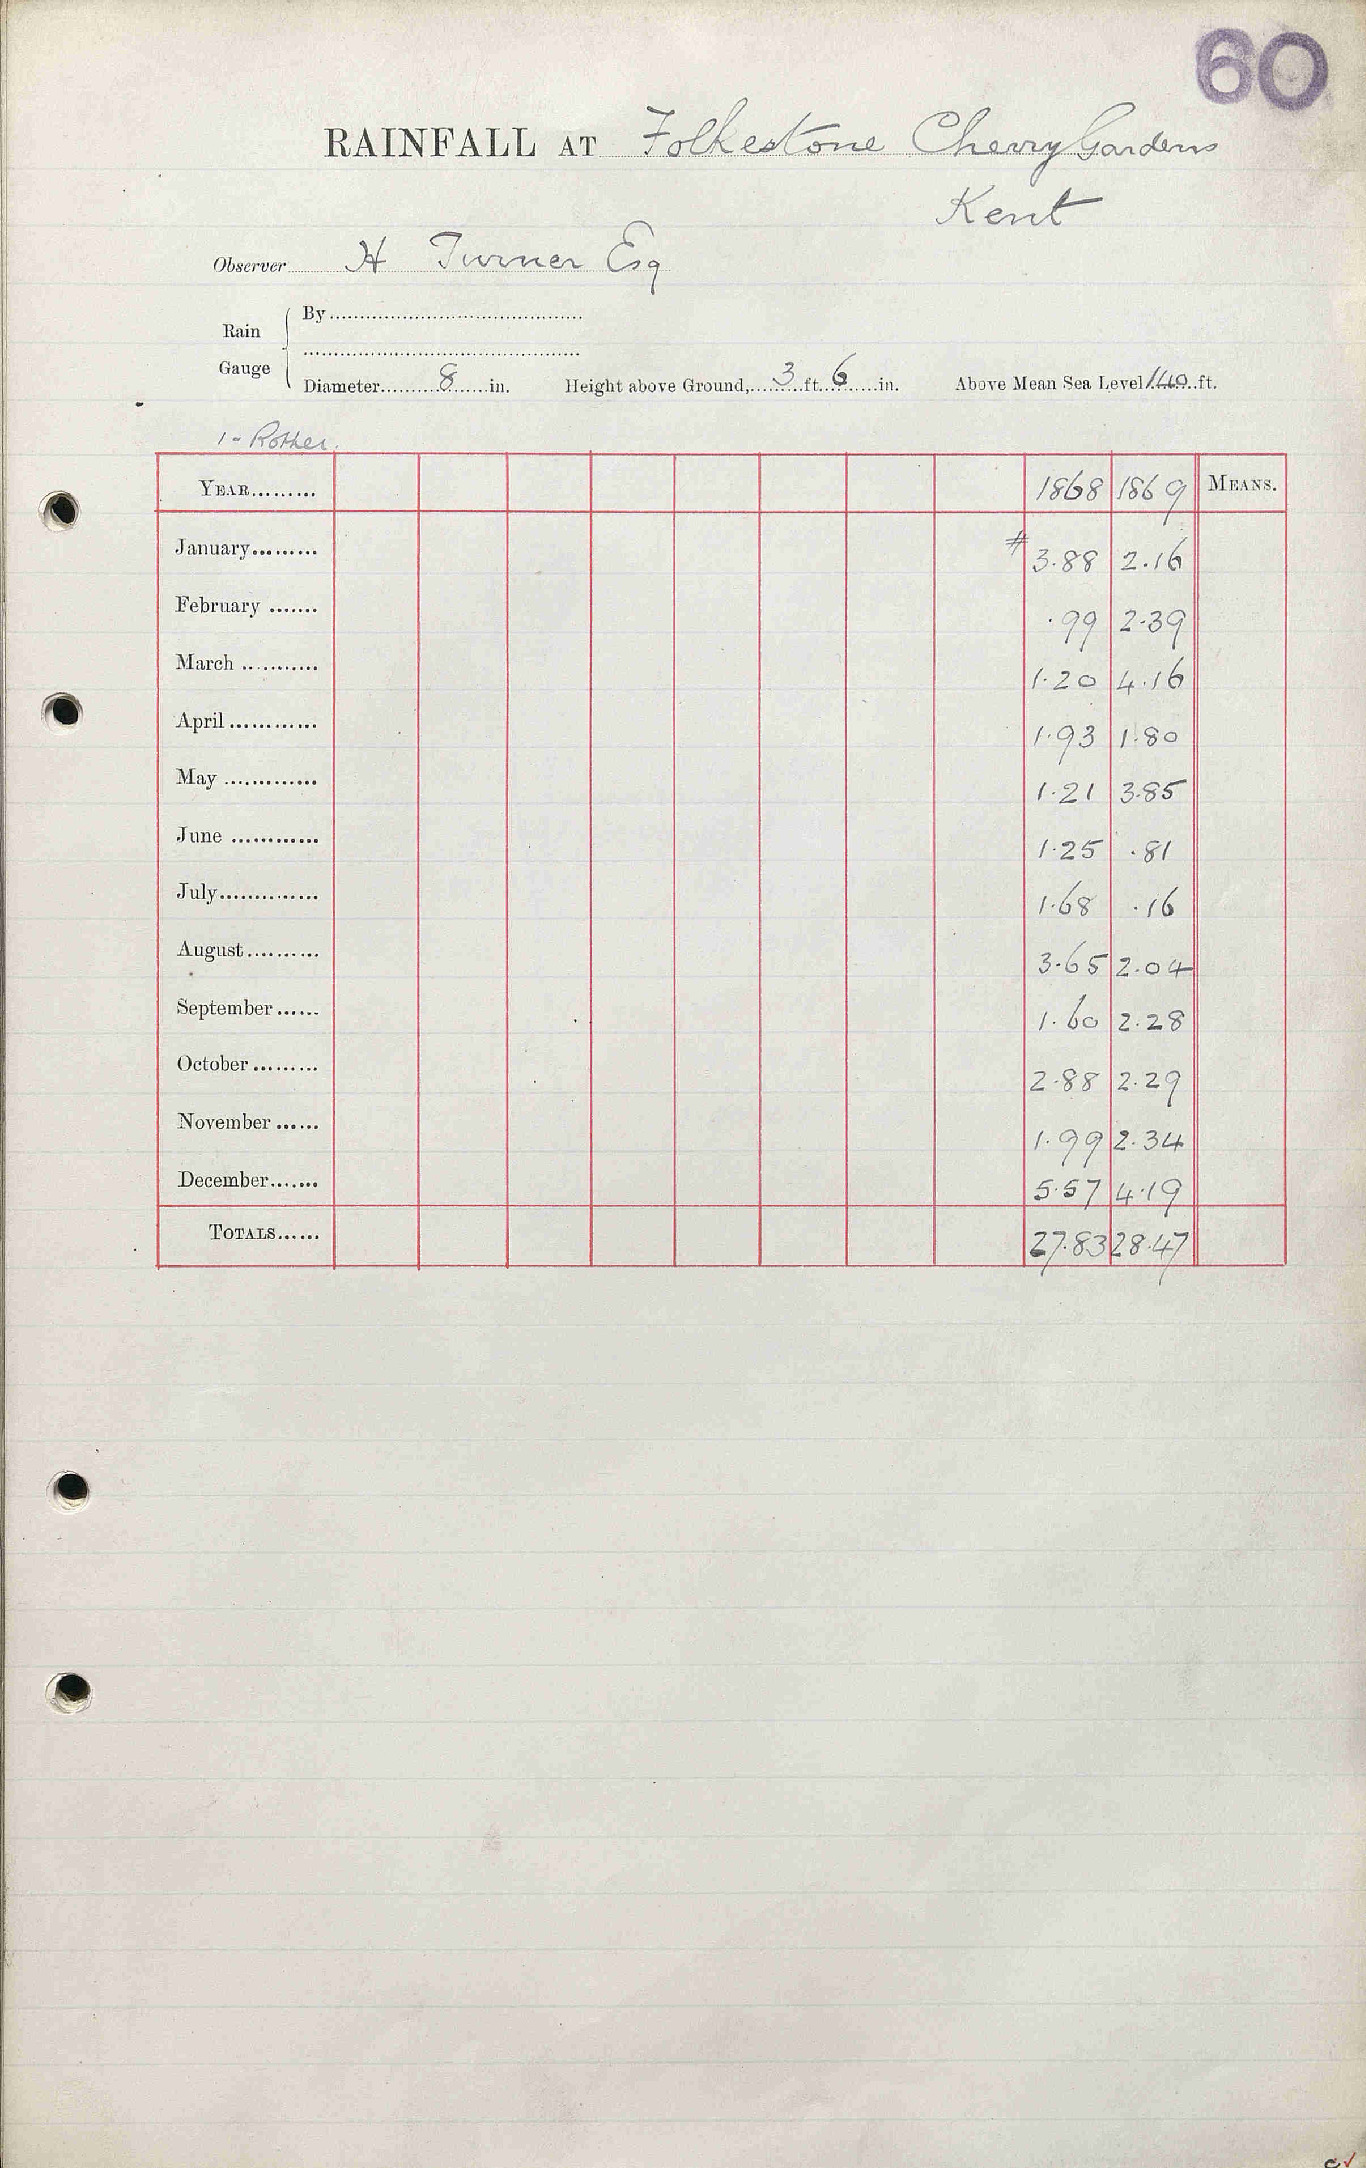 60
RAINFALL AT Folkestone Cherry Gardens
Kent
Observer H Turner Esq
Rain Gauge
By
Diameter 8 in. Height above Ground, 3 ft. 6 in. Above Mean Sea Level 140 ft.
1 - Rother.
YEAR 1868 1869 MEANS.
January # 3.88 2.16
February .99 2.39
March 1.20 4.16
April 1.93 1.80
May 1.21 3.85
June 1.25 .81
July 1.68 .16
August 3.65 2.04
September 1.60 2.28
October 2.88 2.29
November 1.99 2.34
December 5.57 4.19
TOTALS 27.83 28.47